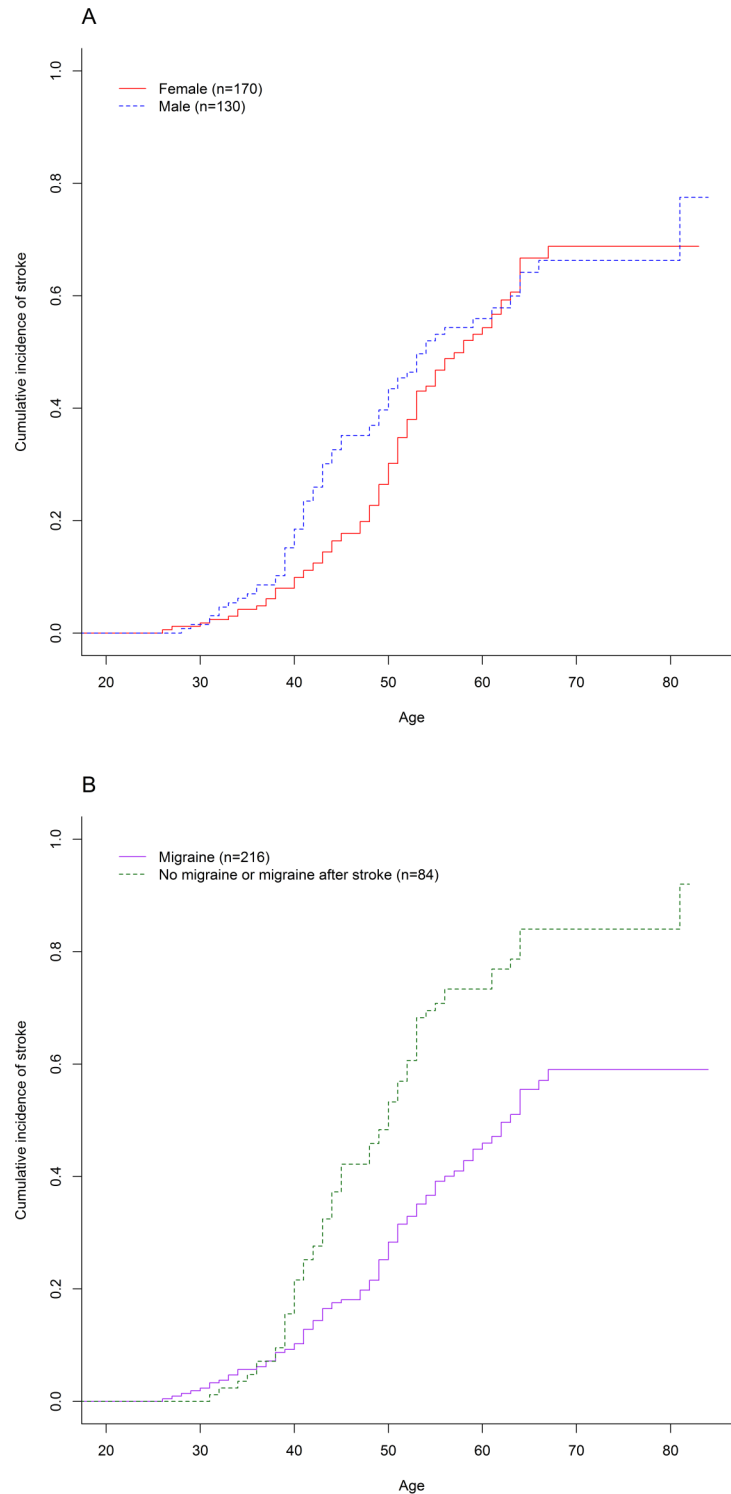 A
1.0
Female (n=170)
Male (n=130)
0.8
0.6
Cumulative incidence of stroke
0.4
0.2
0.0
20 30 40 50 60 70 80
Age
B
1.0
Migraine (n=216)
No migraine or migraine after stroke (n=84)
0.8
0.6
Cumulative incidence of stroke
0.4
0.2
0.0
20 30 40 50 60 70 80
Age